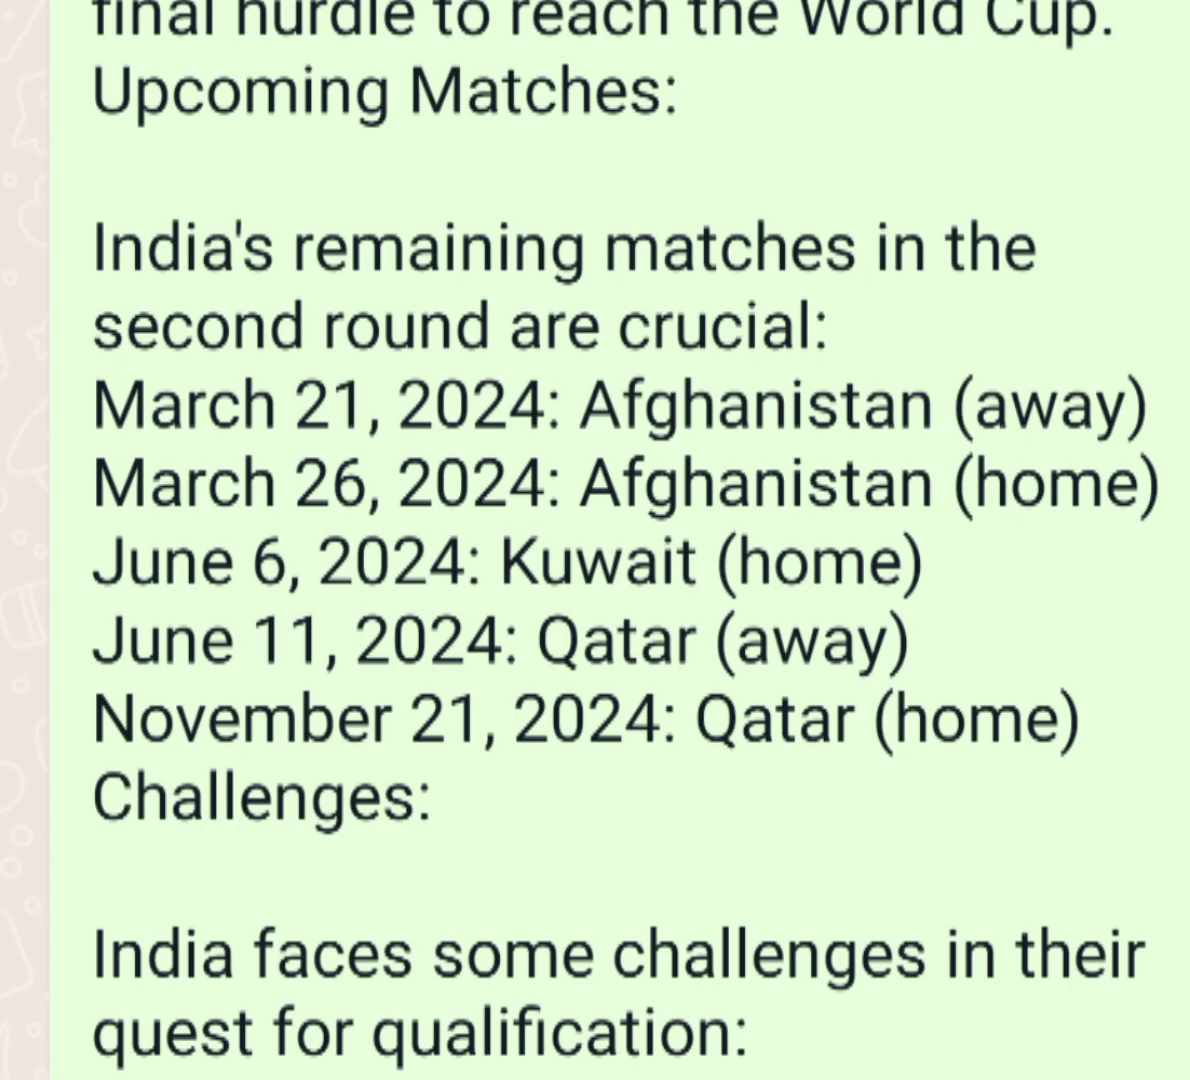 final hurdle to reach the World Cup.
Upcoming Matches:
India's remaining matches in the
second round are crucial:
March 21, 2024: Afghanistan (away)
March 26, 2024: Afghanistan (home)
June 6, 2024: Kuwait (home)
June 11, 2024: Qatar (away)
November 21, 2024: Qatar (home)
Challenges:
India faces some challenges in their
quest for qualification: